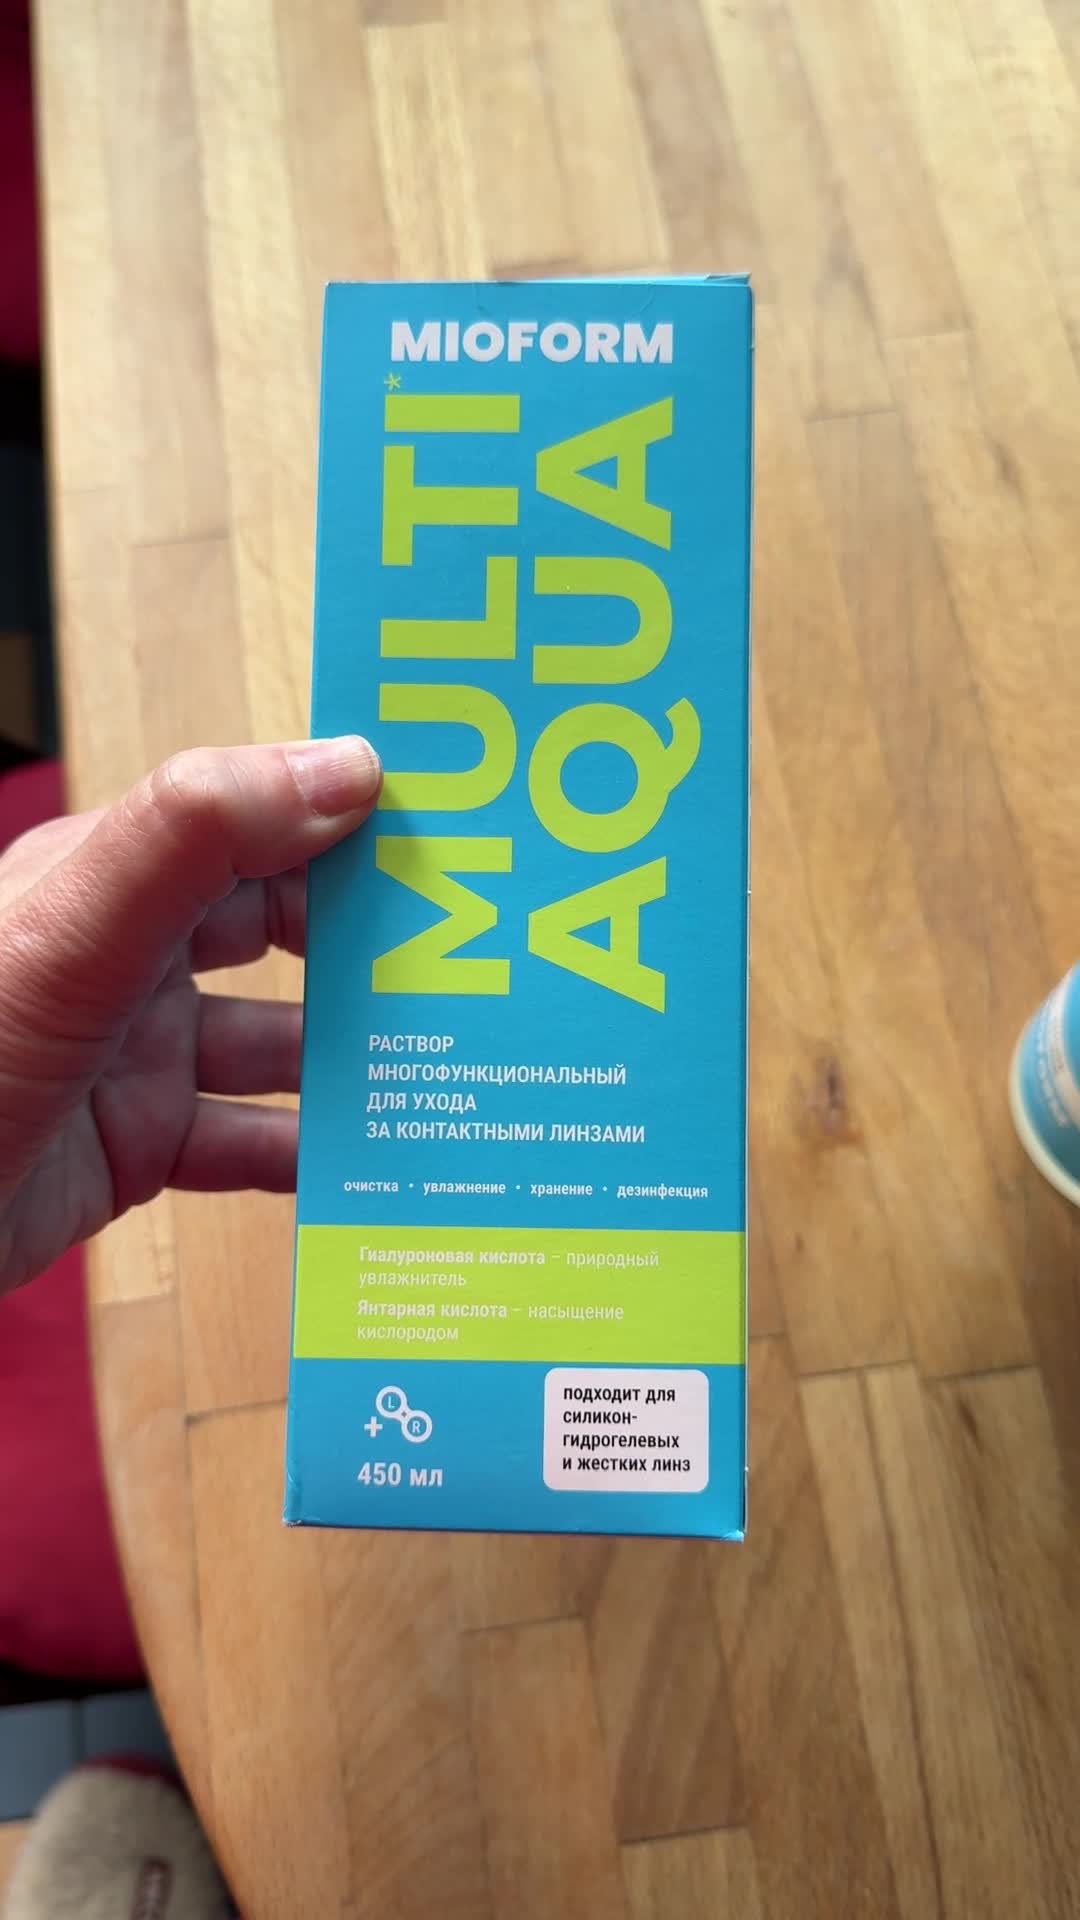 MIOFORM
MULTI*
AQUA
РАСТВОР
МНОГОФУНКЦИОНАЛЬНЫЙ
ДЛЯ УХОДА
ЗА КОНТАКТНЫМИ ЛИНЗАМИ
очистка • увлажнение • хранение • дезинфекция
Гиалуроновая кислота – природный
увлажнитель
Янтарная кислота – насыщение
кислородом
+ L R
450 мл
подходит для
силикон-
гидрогелевых
и жестких линз